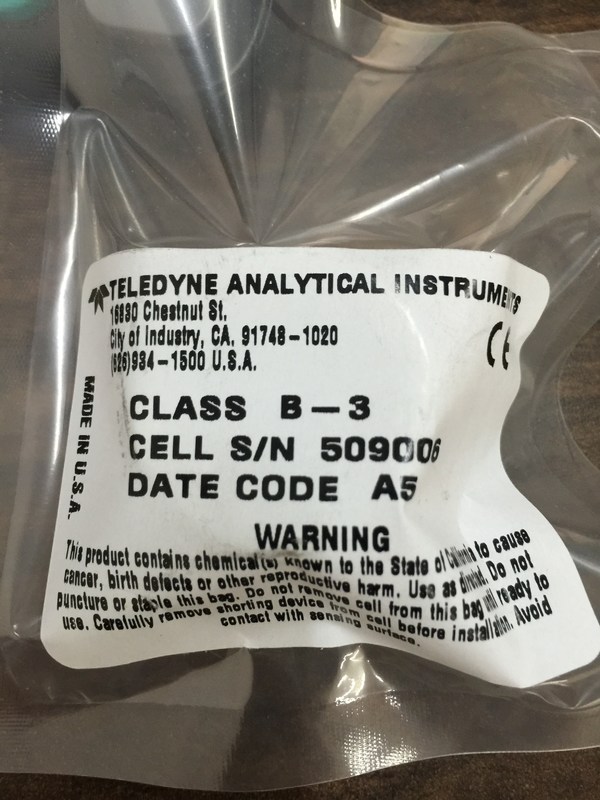 TELEDYNE ANALYTICAL INSTRUMENTS
16830 Chestnut St.
City of Industry, CA. 91748-1020
(626)934-1500 U.S.A.
CE
MADE IN U.S.A.
CLASS B-3
CELL S/N 509006
DATE CODE A5
WARNING
This product contains chemical(s) known to the State of California to cause
cancer, birth defects or other reproductive harm. Use as directed. Do not
puncture or staple this bag. Do not remove cell from this bag until ready to
use. Carefully remove shorting device from cell before installation. Avoid
contact with sensing surface.